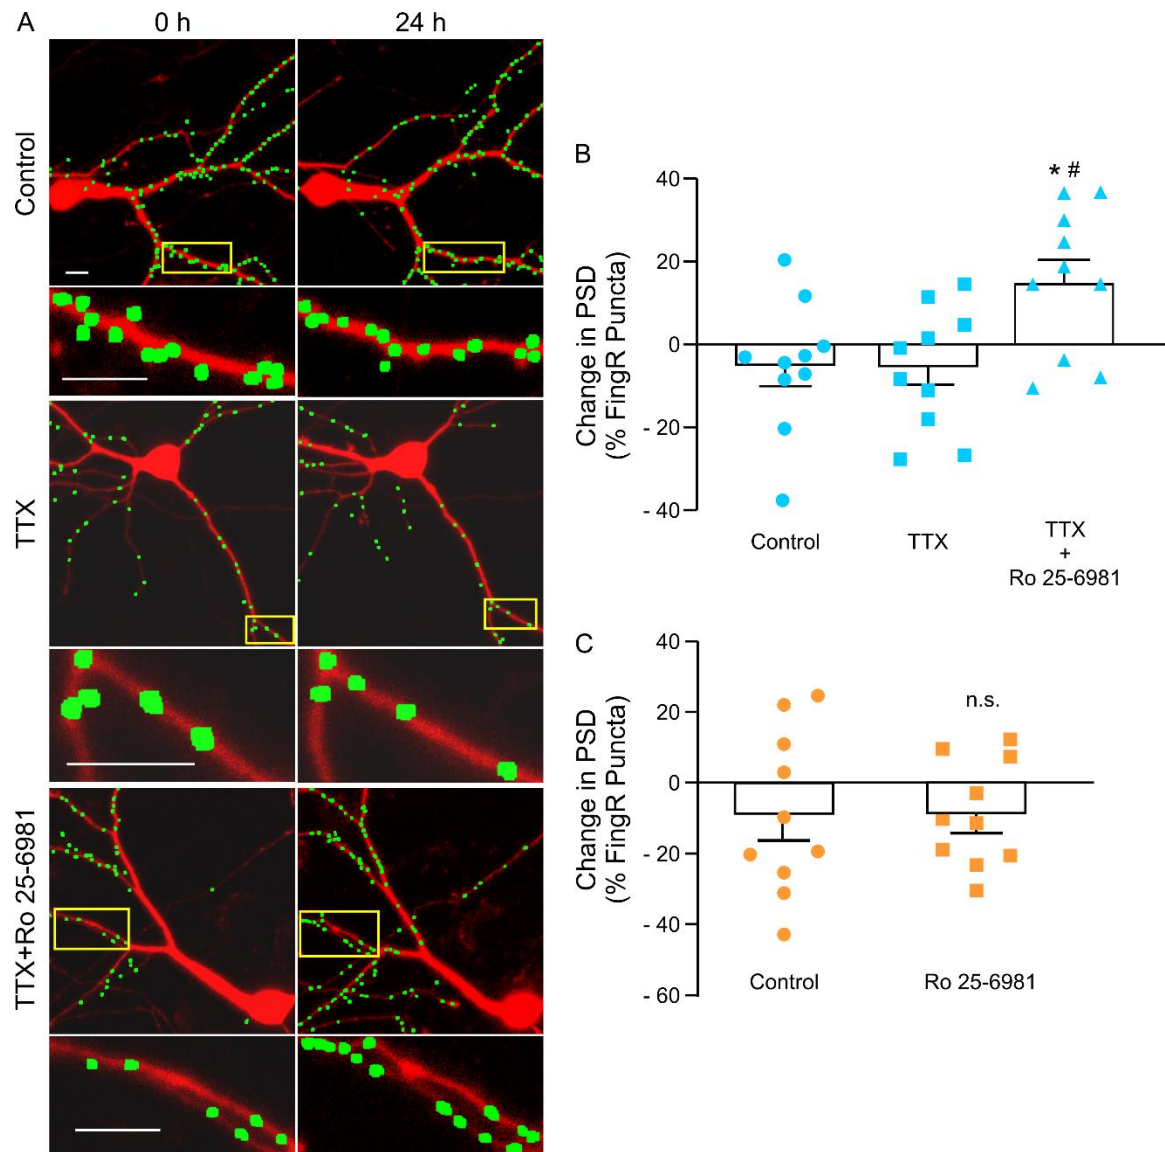 A
0 h
24 h
Control
TTX
TTX+Ro 25-6981
B
Change in PSD
(% FingR Puncta)
40
20
0
- 20
- 40
* #
Control
TTX
TTX
+
Ro 25-6981
C
Change in PSD
(% FingR Puncta)
40
20
0
- 20
- 40
- 60
n.s.
Control
Ro 25-6981